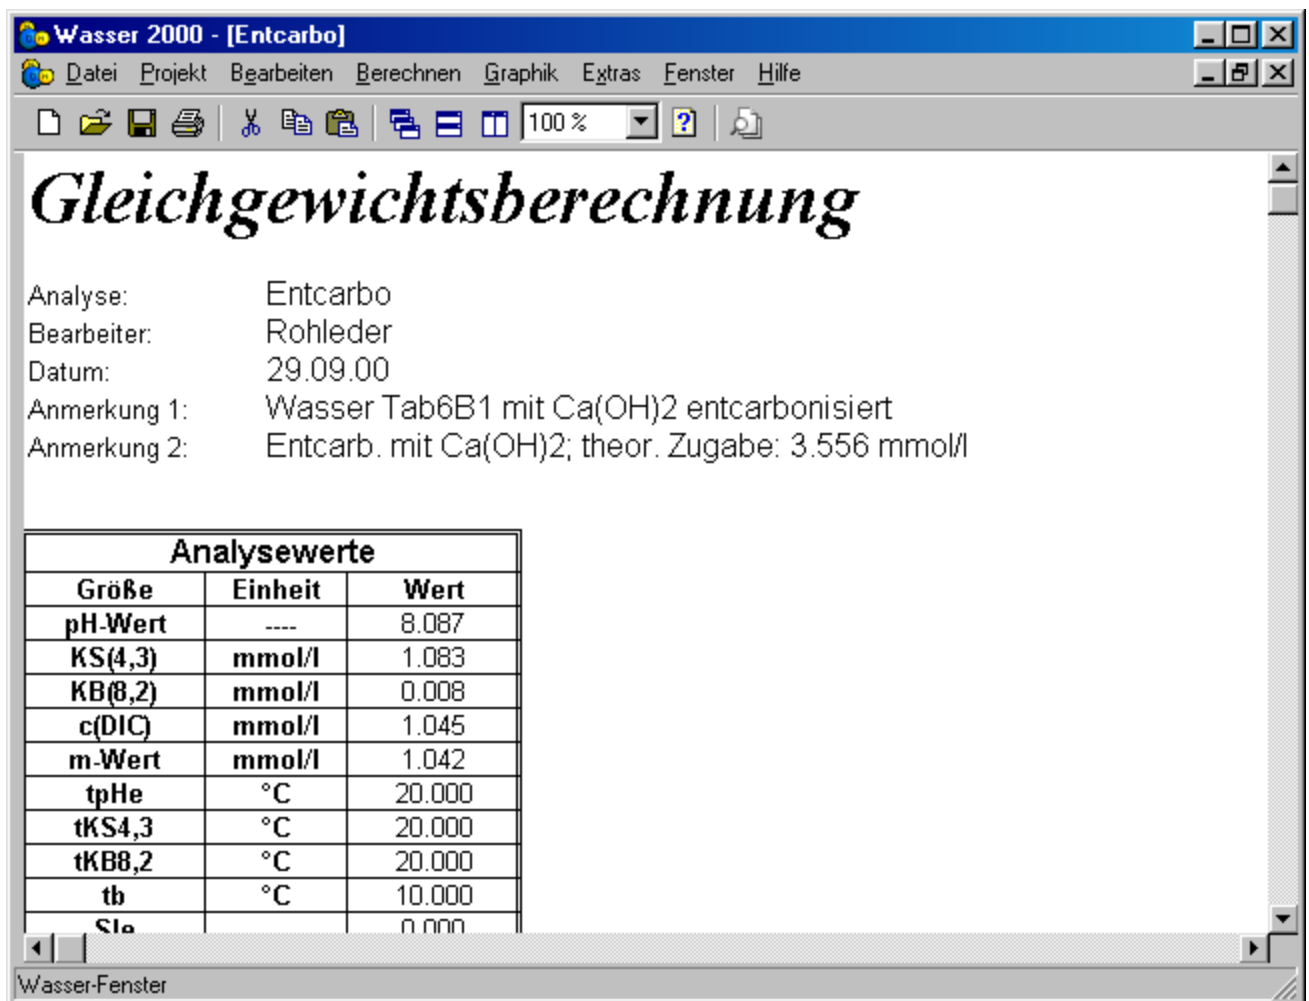 Wasser 2000 - [Entcarbo]
Datei Projekt Bearbeiten Berechnen Graphik Extras Fenster Hilfe
100 %
Gleichgewichtsberechnung
Analyse: Entcarbo
Bearbeiter: Rohleder
Datum: 29.09.00
Anmerkung 1: Wasser Tab6B1 mit Ca(OH)2 entcarbonisiert
Anmerkung 2: Entcarb. mit Ca(OH)2; theor. Zugabe: 3.556 mmol/l
Analysewerte
Größe Einheit Wert
pH-Wert ---- 8.087
KS(4,3) mmol/l 1.083
KB(8,2) mmol/l 0.008
c(DIC) mmol/l 1.045
m-Wert mmol/l 1.042
tpHe °C 20.000
tKS4,3 °C 20.000
tKB8,2 °C 20.000
tb °C 10.000
0.000
Wasser-Fenster